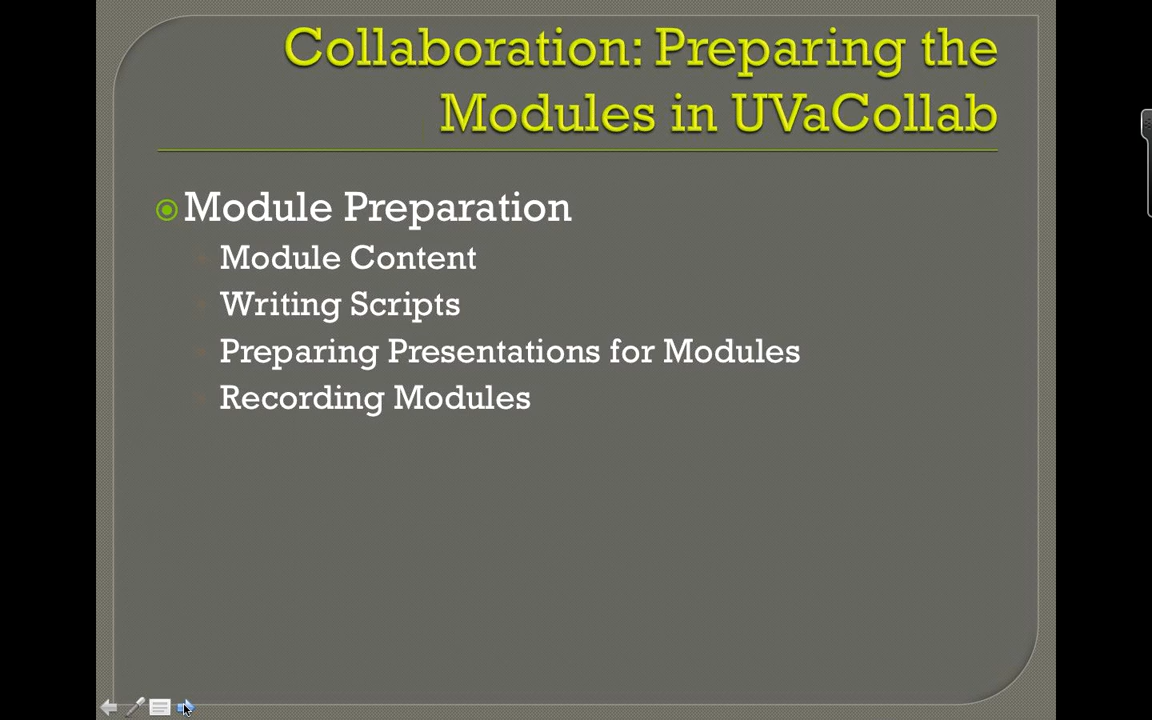 Collaboration: Preparing the
Modules in UVaCollab
Module Preparation
Module Content
Writing Scripts
Preparing Presentations for Modules
Recording Modules